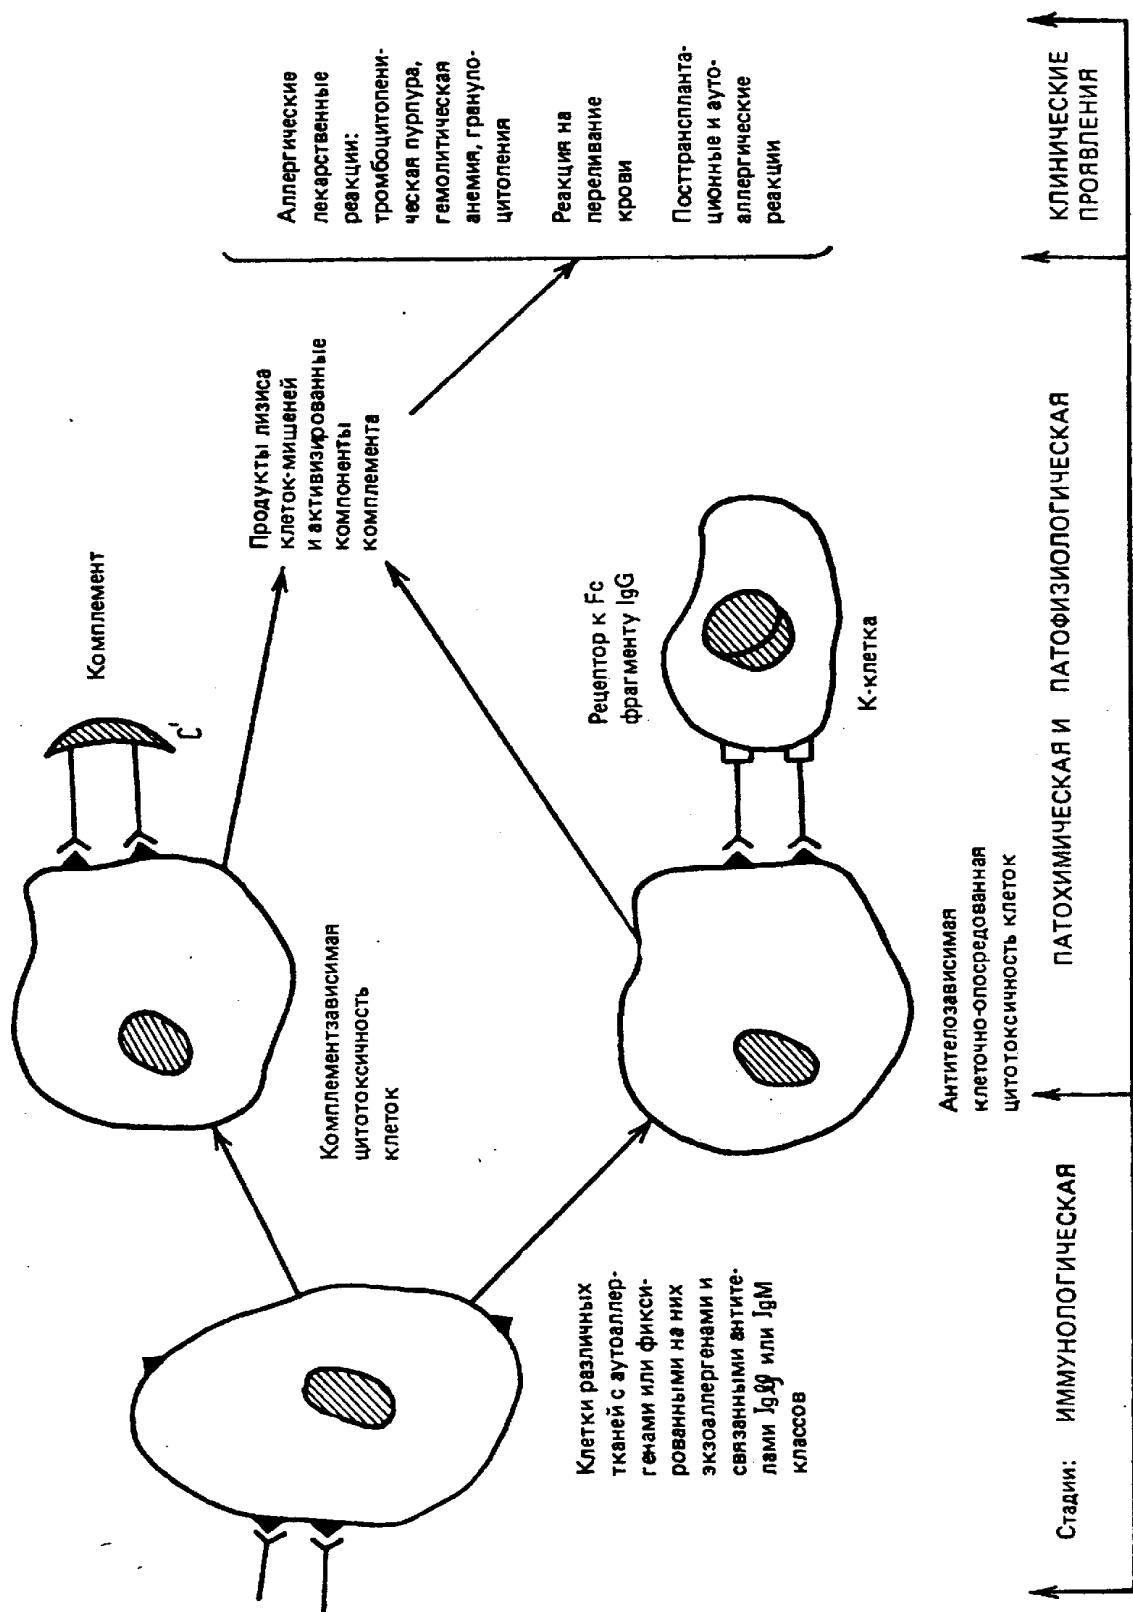 Клетки различных
тканей с аутоаллер-
генами или фикси-
рованными на них
экзоаллергенами и
связанными антите-
лами или JgM
классов
Комплементзависимая
цитотоксичность
клеток
Комплемент
C'
Антителозависимая
клеточно-опосредованная
цитотоксичность клеток
Рецептор к Fc
фрагменту IgG
К-клетка
Продукты лизиса
клеток-мишеней
и активизированные
компоненты
комплемента
Аллергические
лекарственные
реакции:
тромбоцитопени-
ческая пурпура,
гемолитическая
анемия, грануло-
цитопения
Реакция на
переливание
крови
Посттранспланта-
ционные и ауто-
аллергические
реакции
Стадии: ИММУНОЛОГИЧЕСКАЯ
ПАТОХИМИЧЕСКАЯ И ПАТОФИЗИОЛОГИЧЕСКАЯ
КЛИНИЧЕСКИЕ
ПРОЯВЛЕНИЯ